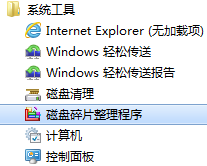 系统工具
Internet Explorer (无加载项)
Windows 轻松传送
Windows 轻松传送报告
磁盘清理
磁盘碎片整理程序
计算机
控制面板